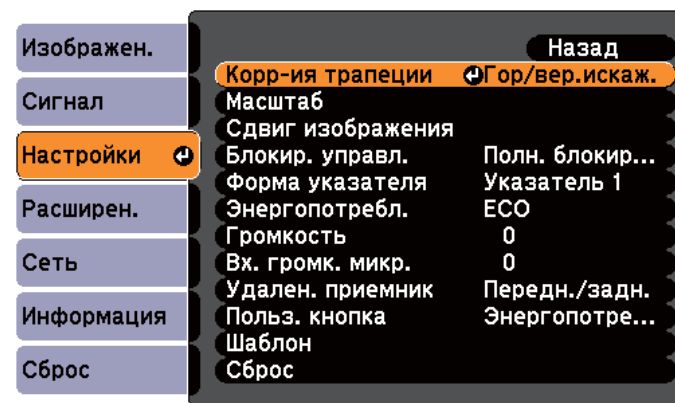 Изображен.
Сигнал
Настройки
Расширен.
Сеть
Информация
Сброс
Назад
Корр-ия трапеции Гор/вер.искаж.
Масштаб
Сдвиг изображения
Блокир. управл. Полн. блокир...
Форма указателя Указатель 1
Энергопотребл. ECO
Громкость 0
Вх. громк. микр. 0
Удален. приемник Передн./задн.
Польз. кнопка Энергопотре...
Шаблон
Сброс